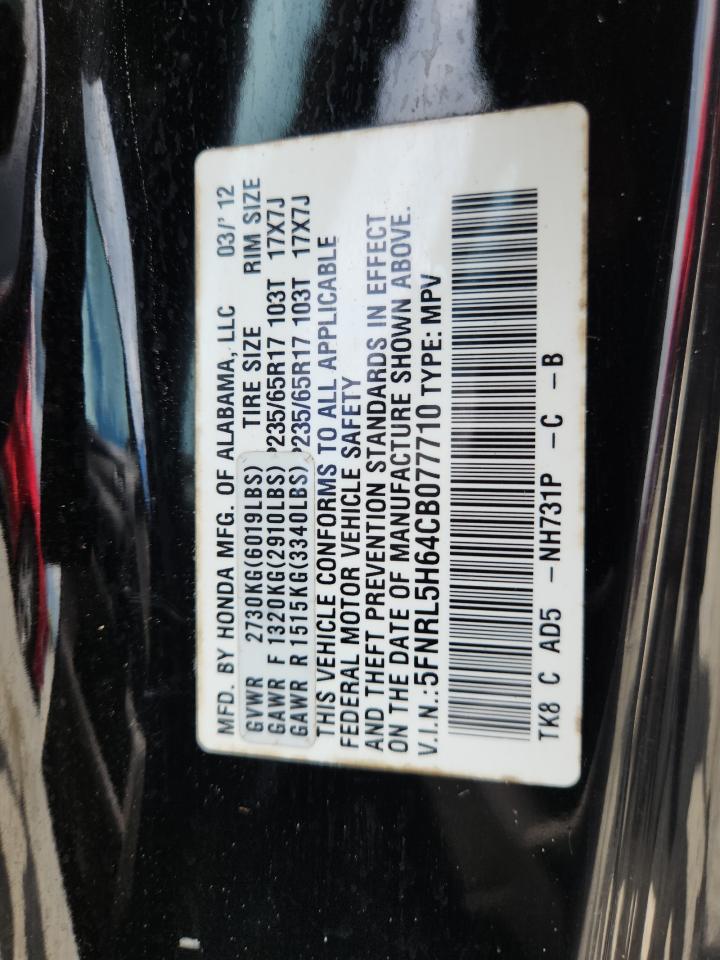 MFD. BY HONDA MFG. OF ALABAMA, LLC 03/' 12
GVWR 2730KG(6019LBS) TIRE SIZE RIM SIZE
GAWR F 1320KG(2910LBS) P235/65R17 103T 17X7J
GAWR R 1515KG(3340LBS) P235/65R17 103T 17X7J
THIS VEHICLE CONFORMS TO ALL APPLICABLE
FEDERAL MOTOR VEHICLE SAFETY
AND THEFT PREVENTION STANDARDS IN EFFECT
ON THE DATE OF MANUFACTURE SHOWN ABOVE.
V.I.N.:5FNRL5H64CB077710 TYPE: MPV
TK8 C AD5 -NH731P -C -B